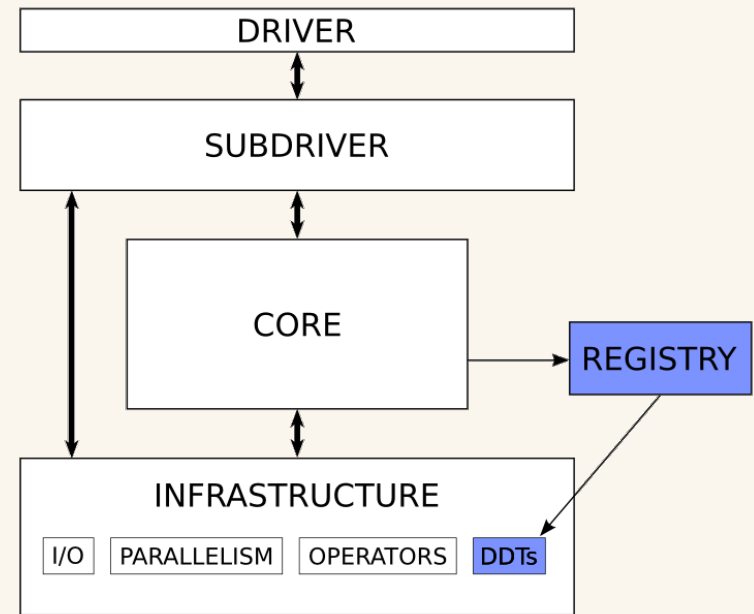 DRIVER
SUBDRIVER
CORE
REGISTRY
INFRASTRUCTURE
I/O
PARALLELISM
OPERATORS
DDTs